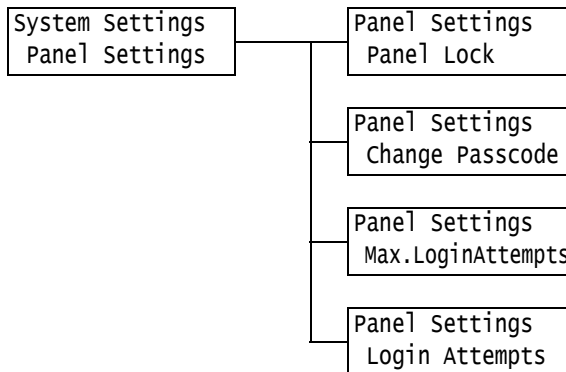 System Settings
Panel Settings
Panel Settings
Panel Lock
Panel Settings
Change Passcode
Panel Settings
Max.LoginAttempts
Panel Settings
Login Attempts